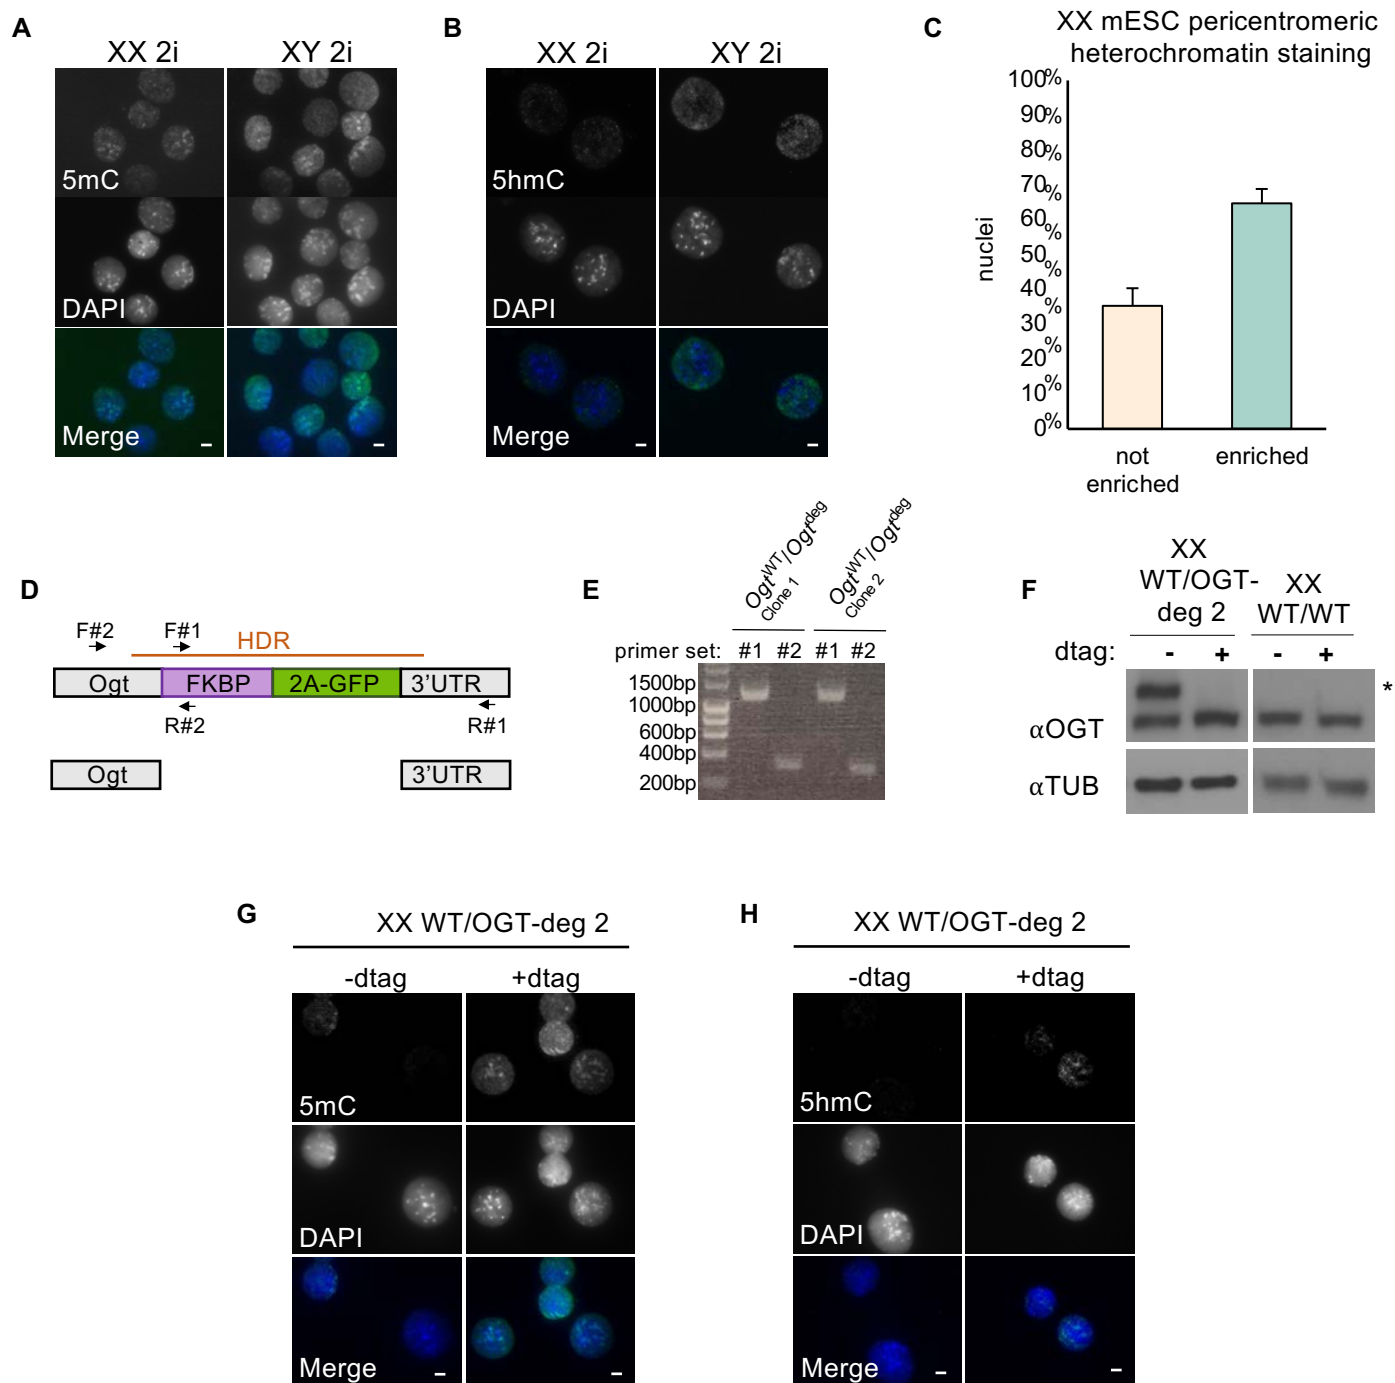 A
XX 2i
XY 2i
5mC
DAPI
Merge
B
XX 2i
XY 2i
5hmC
DAPI
Merge
C
XX mESC pericentromeric
heterochromatin staining
100%
90%
80%
70%
60%
50%
40%
30%
20%
10%
0%
nuclei
not
enriched
enriched
D
F#2
F#1
HDR
Ogt
FKBP
2A-GFP
3'UTR
R#2
R#1
Ogt
3'UTR
E
Ogt^WT/Ogt^deg
Clone 1
Ogt^WT/Ogt^deg
Clone 2
primer set: #1 #2 #1 #2
1500bp
1000bp
600bp
400bp
200bp
F
XX
WT/OGT-
deg 2
XX
WT/WT
dtag: - + - +
*
αOGT
αTUB
G
XX WT/OGT-deg 2
-dtag
+dtag
5mC
DAPI
Merge
H
XX WT/OGT-deg 2
-dtag
+dtag
5hmC
DAPI
Merge